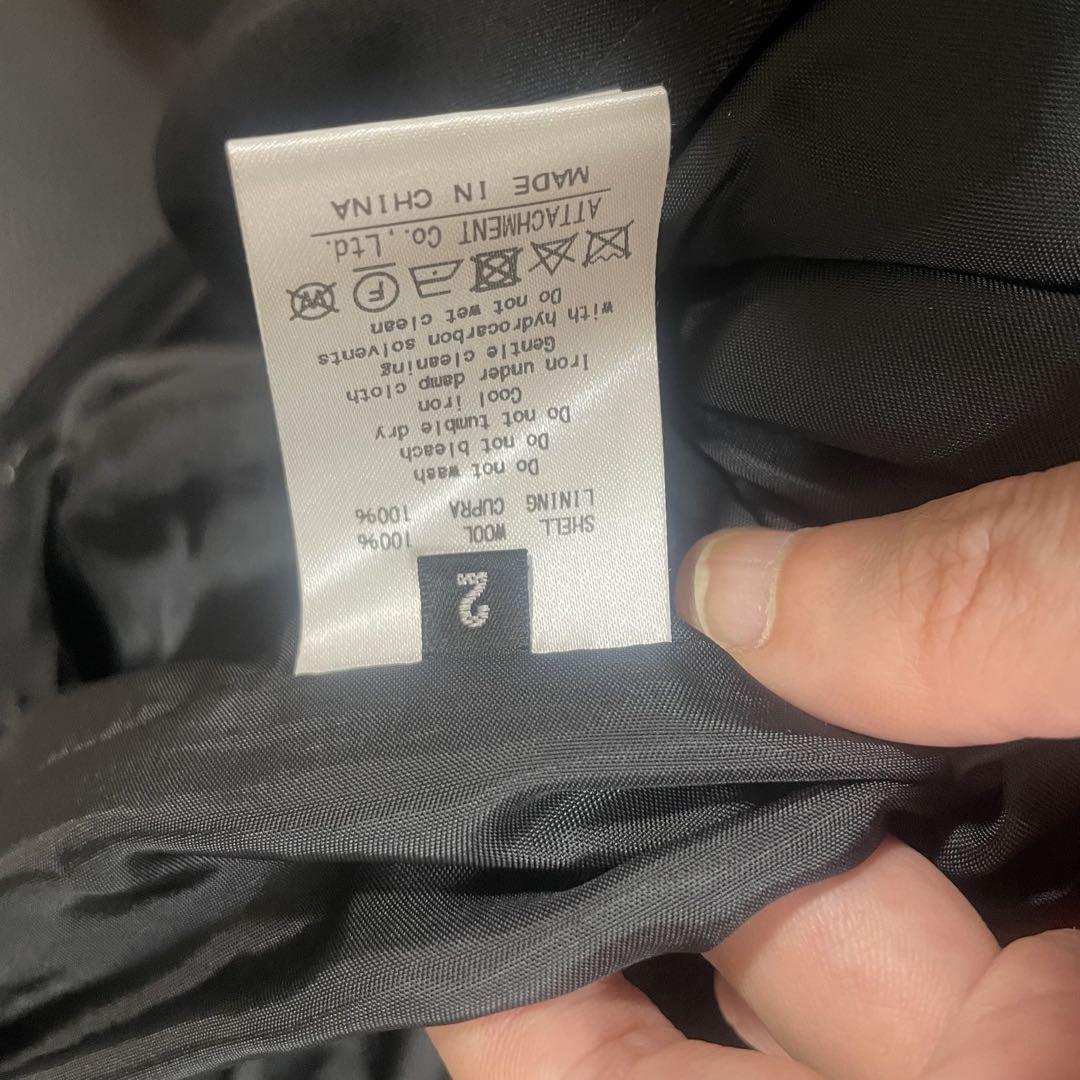 2
SHELL WOOL 100%
LINING CUPRA 100%
Do not wash
Do not bleach
Do not tumble dry
Cool iron
Iron under damp cloth
Gentle cleaning
with hydrocarbon solvents
Do not wet clean
F W
ATTACHMENT Co.,Ltd.
MADE IN CHINA